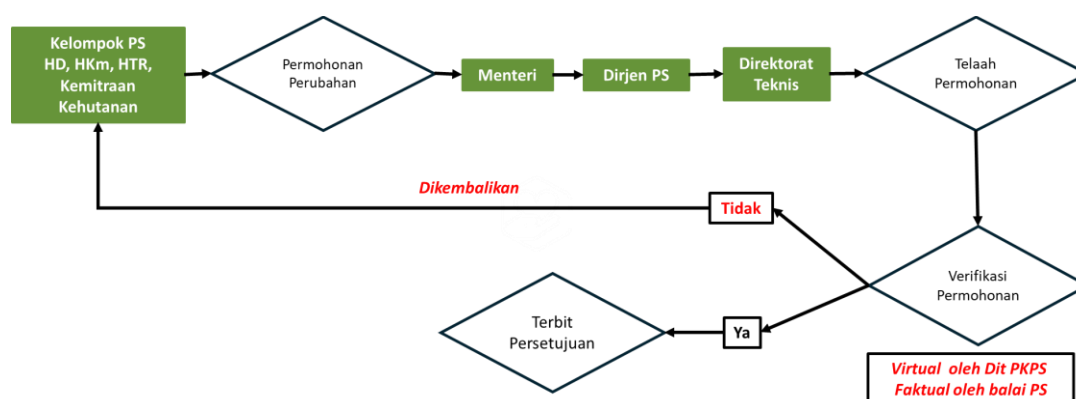 Kelompok PS
HD, HKm, HTR,
Kemitraan
Kehutanan
Permohonan
Perubahan
Menteri
Dirjen PS
Direktorat
Teknis
Telaah
Permohonan
Dikembalikan
Tidak
Verifikasi
Permohonan
Terbit
Persetujuan
Ya
Virtual oleh Dit PKPS
Faktual oleh balai PS